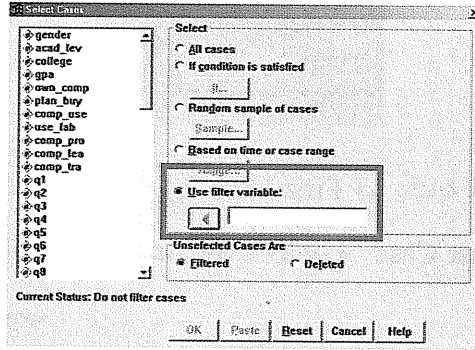 Select Cases
gender
acad_lev
college
gpa
own_comp
plan_buy
comp_use
use_lab
comp_pro
comp_lea
comp_tra
q1
q2
q3
q4
q5
q6
q7
q8
Select
All cases
If condition is satisfied
If...
Random sample of cases
Sample...
Based on time or case range
Range...
Use filter variable:
Unselected Cases Are
Filtered Deleted
Current Status: Do not filter cases
OK Paste Reset Cancel Help